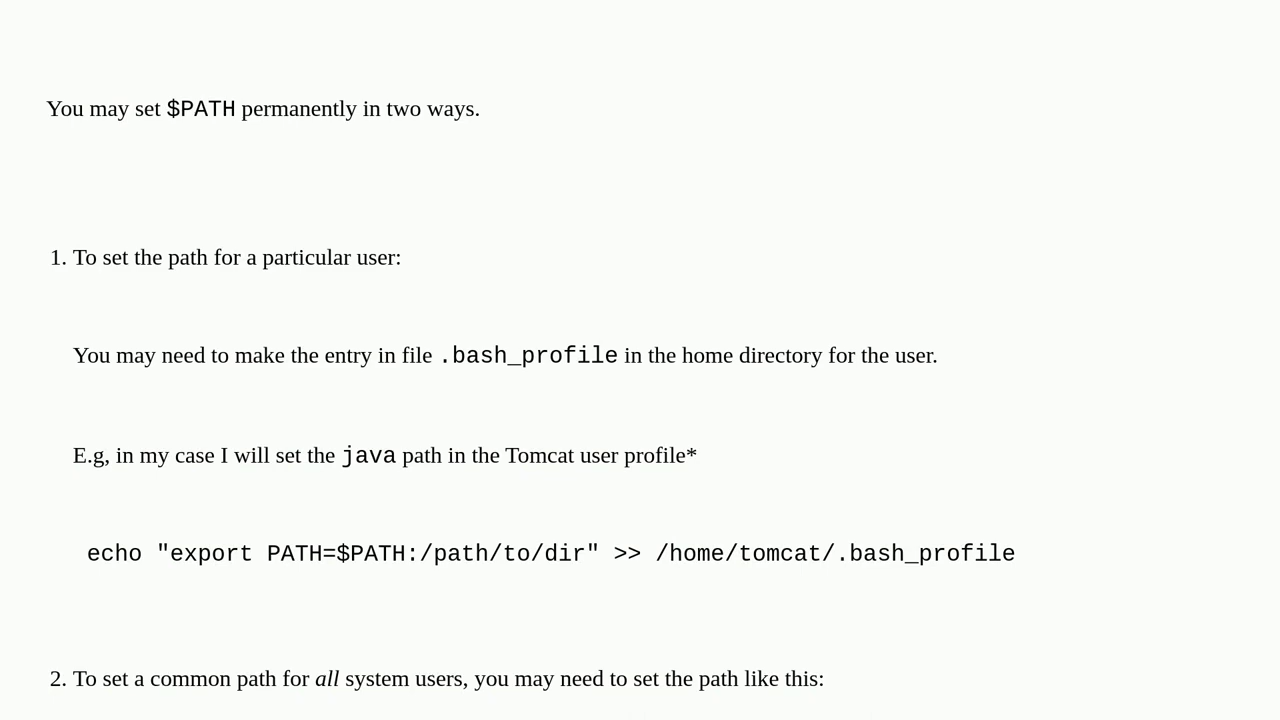 You may set $PATH permanently in two ways.
1. To set the path for a particular user:
You may need to make the entry in file .bash_profile in the home directory for the user.
E.g, in my case I will set the java path in the Tomcat user profile*
echo "export PATH=$PATH:/path/to/dir" >> /home/tomcat/.bash_profile
2. To set a common path for all system users, you may need to set the path like this: